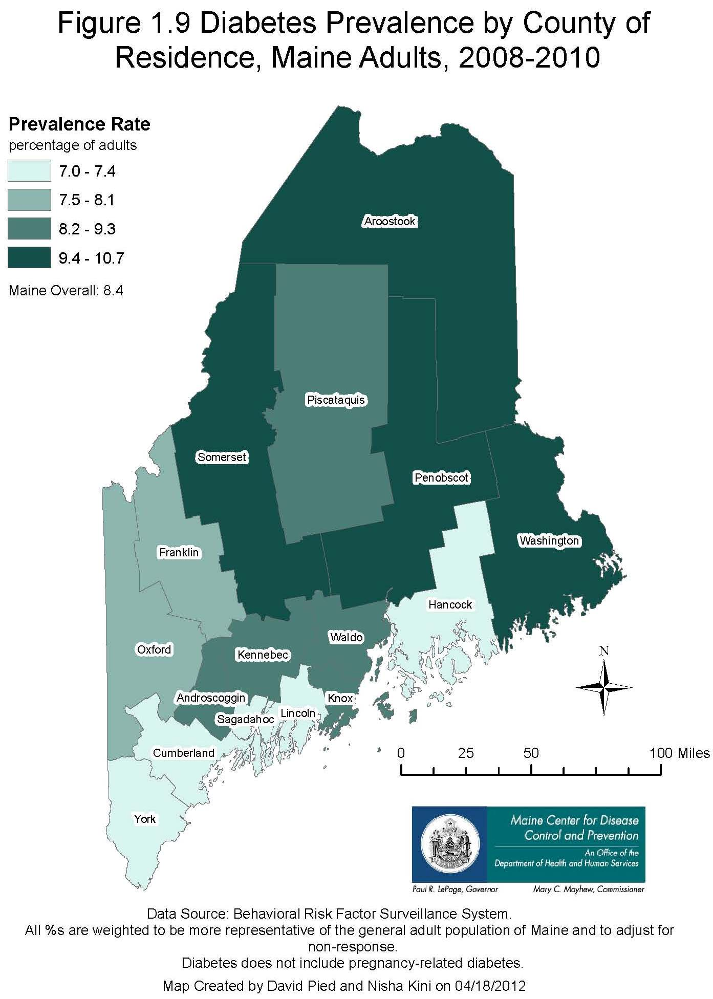 Figure 1.9 Diabetes Prevalence by County of
Residence, Maine Adults, 2008-2010
Prevalence Rate
percentage of adults
7.0 - 7.4
7.5 - 8.1
8.2 - 9.3
9.4 - 10.7
Maine Overall: 8.4
Aroostook
Piscataquis
Somerset
Penobscot
Washington
Franklin
Hancock
Waldo
Oxford
Kennebec
Androscoggin
Knox
Lincoln
Sagadahoc
Cumberland
York
N
0 25 50 100 Miles
Maine Center for Disease
Control and Prevention
An Office of the
Department of Health and Human Services
Paul R. LePage, Governor Mary C. Mayhew, Commissioner
Data Source: Behavioral Risk Factor Surveillance System.
All %s are weighted to be more representative of the general adult population of Maine and to adjust for
non-response.
Diabetes does not include pregnancy-related diabetes.
Map Created by David Pied and Nisha Kini on 04/18/2012